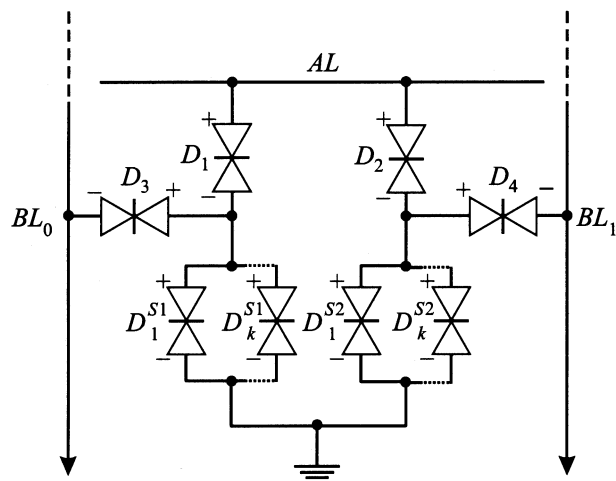 AL
+ +
D₁ D₂
− −
− D₃ + + D₄ −
BL₀ BL₁
+ + + +
D₁ˢ¹ Dₖˢ¹ D₁ˢ² Dₖˢ²
− − − −